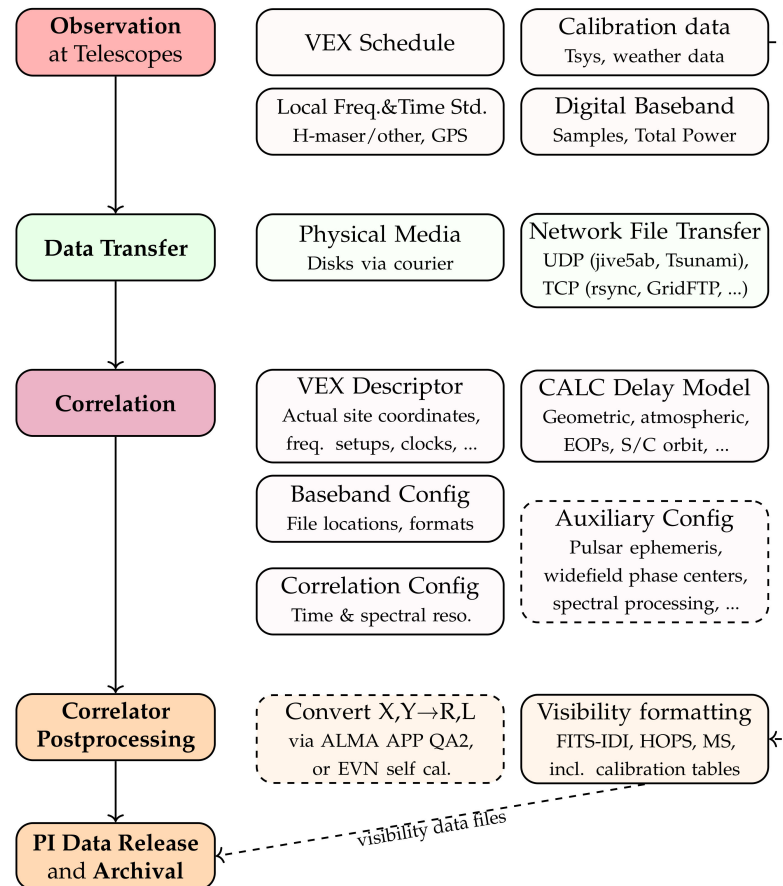 Observation
at Telescopes
VEX Schedule
Calibration data
Tsys, weather data
Local Freq.&Time Std.
H-maser/other, GPS
Digital Baseband
Samples, Total Power
Data Transfer
Physical Media
Disks via courier
Network File Transfer
UDP (jive5ab, Tsunami),
TCP (rsync, GridFTP, ...)
Correlation
VEX Descriptor
Actual site coordinates,
freq. setups, clocks, ...
CALC Delay Model
Geometric, atmospheric,
EOPs, S/C orbit, ...
Baseband Config
File locations, formats
Auxiliary Config
Pulsar ephemeris,
widefield phase centers,
spectral processing, ...
Correlation Config
Time & spectral reso.
Correlator
Postprocessing
Convert X,Y→R,L
via ALMA APP QA2,
or EVN self cal.
Visibility formatting
FITS-IDI, HOPS, MS,
incl. calibration tables
visibility data files
PI Data Release
and Archival